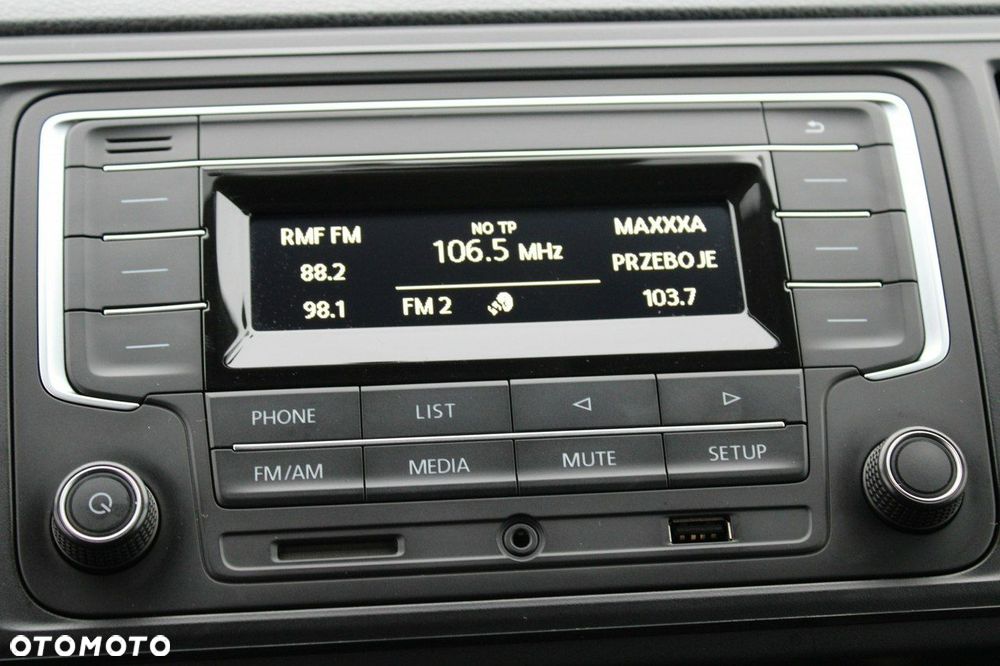 NO TP
RMF FM 106.5 MHz MAXXXA
88.2 PRZEBOJE
98.1 FM 2 103.7
PHONE LIST
FM/AM MEDIA MUTE SETUP
OTOMOTO